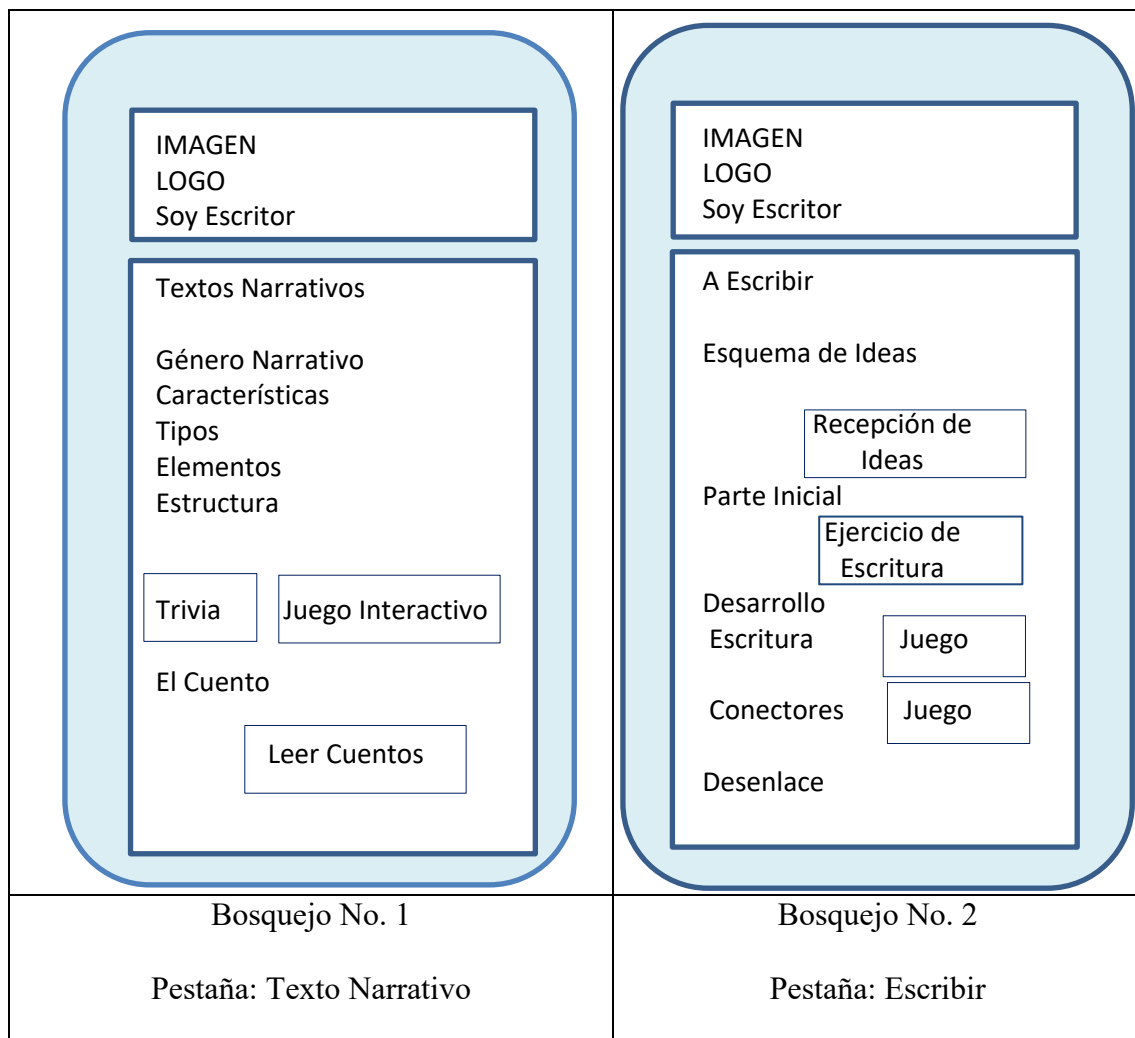 IMAGEN
LOGO
Soy Escritor
Textos Narrativos
Género Narrativo
Características
Tipos
Elementos
Estructura
Trivia
Juego Interactivo
El Cuento
Leer Cuentos
Bosquejo No. 1
Pestaña: Texto Narrativo
IMAGEN
LOGO
Soy Escritor
A Escribir
Esquema de Ideas
Recepción de
Ideas
Parte Inicial
Ejercicio de
Escritura
Desarrollo
Escritura
Juego
Conectores
Juego
Desenlace
Bosquejo No. 2
Pestaña: Escribir